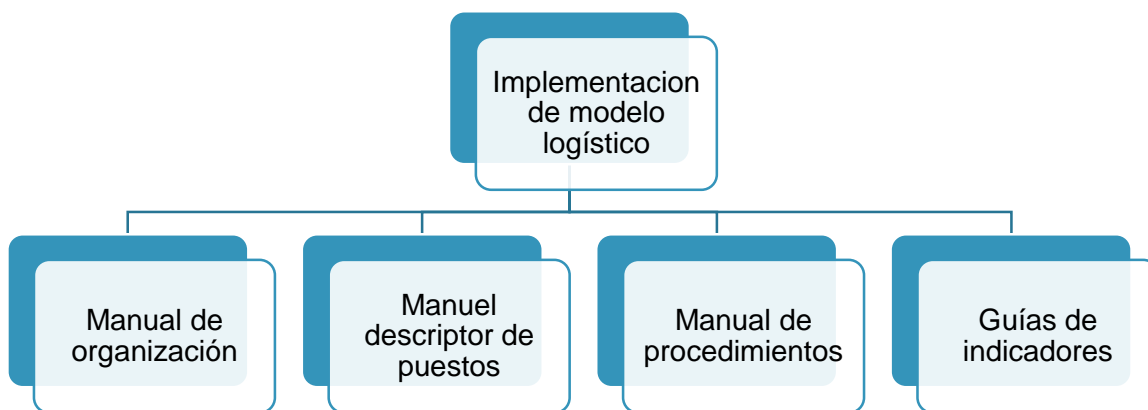 Implementacion
de modelo
logístico
Manual de
organización
Manuel
descriptor de
puestos
Manual de
procedimientos
Guías de
indicadores